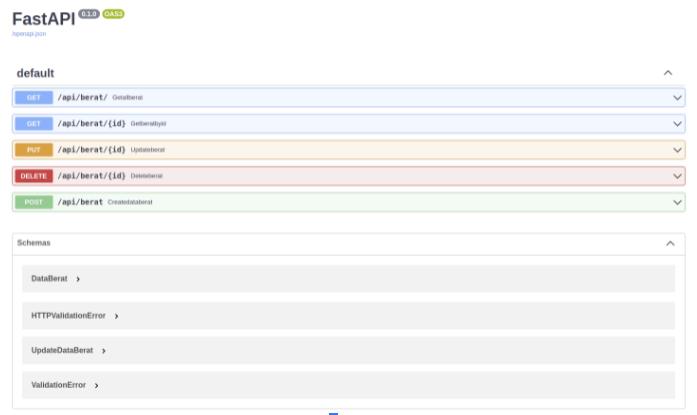 FastAPI 0.1.0 OAS3
/openapi.json
default
GET /api/berat/ Getallberat
GET /api/berat/{id} Getberatbyid
PUT /api/berat/{id} Updateberat
DELETE /api/berat/{id} Deleteberat
POST /api/berat Createdataberat
Schemas
DataBerat
HTTPValidationError
UpdateDataBerat
ValidationError